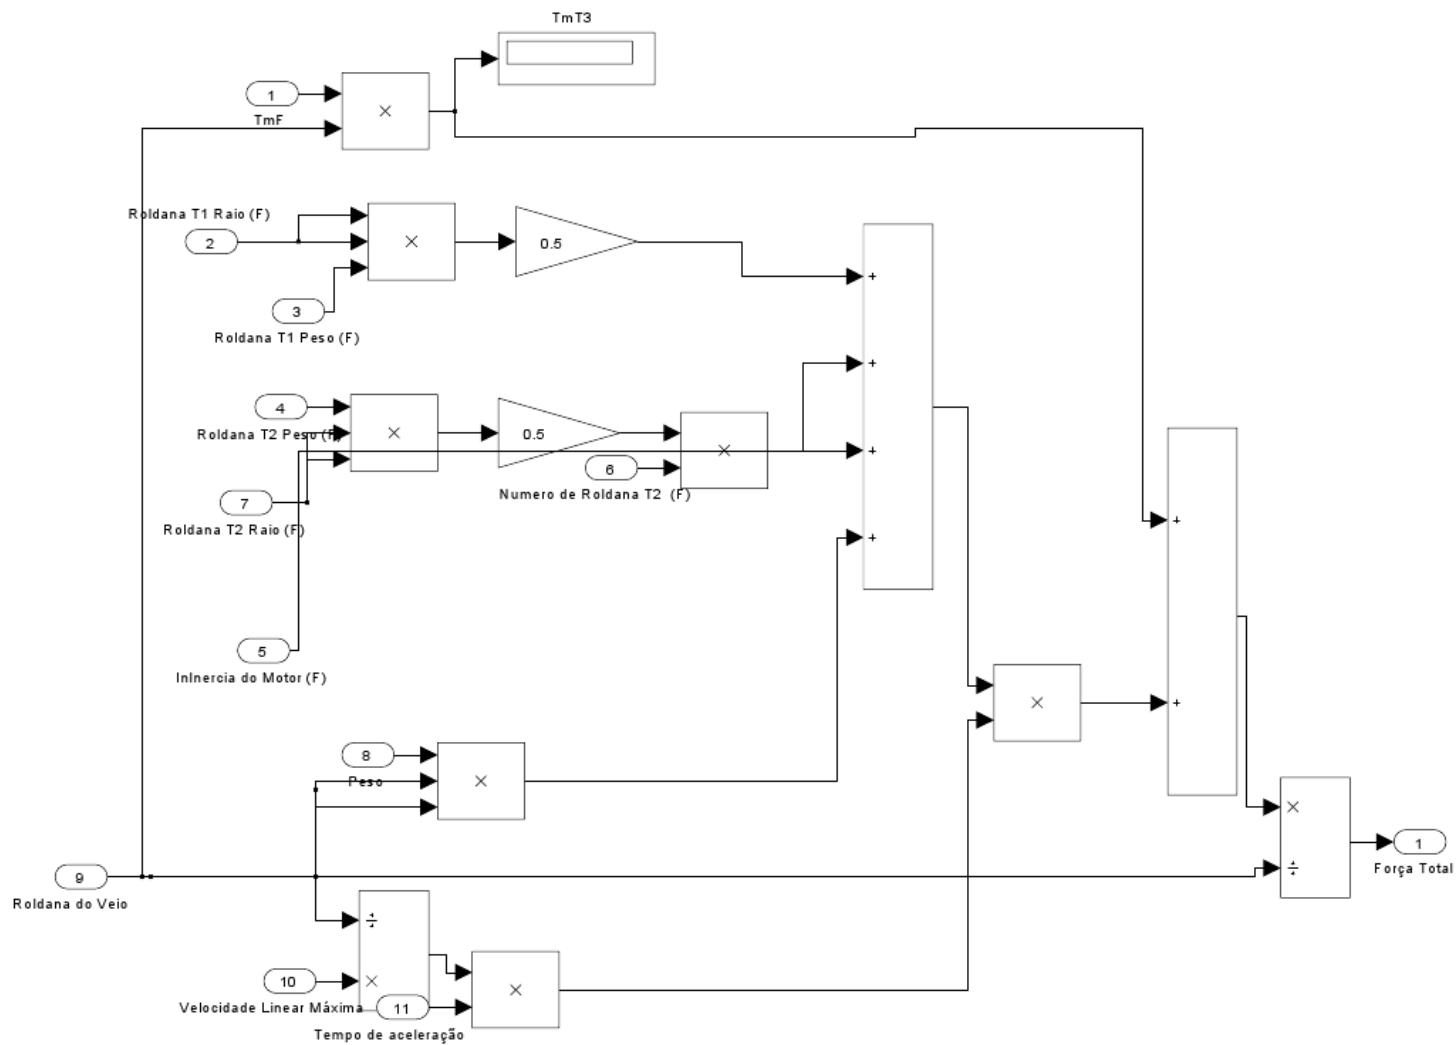 TmT3
1
TmF
×
Roldana T1 Raio (F)
2
×
0.5
3
Roldana T1 Peso (F)
+
+
4
Roldana T2 Peso (F)
×
0.5
×
+
6
Numero de Roldana T2 (F)
7
Roldana T2 Raio (F)
+
+
5
InInercia do Motor (F)
×
+
8
Peso
×
×
÷
1
Força Total
9
Roldana do Veio
÷
10
×
Velocidade Linear Máxima
11
×
Tempo de aceleração